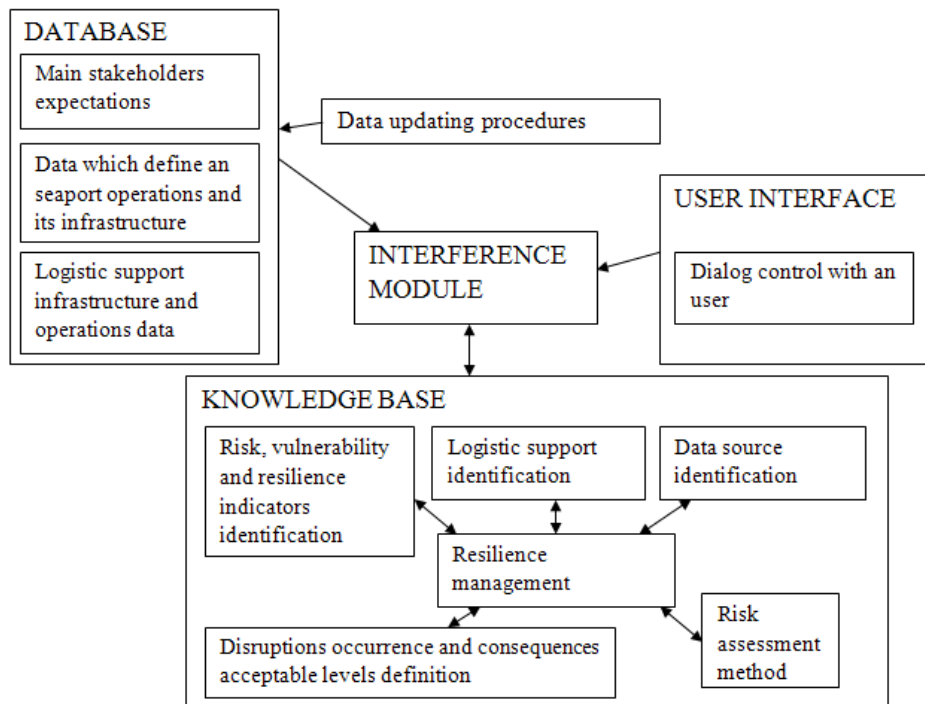 DATABASE
Main stakeholders
expectations
Data which define an
seaport operations and
its infrastructure
Logistic support
infrastructure and
operations data
Data updating procedures
INTERFERENCE
MODULE
USER INTERFACE
Dialog control with an
user
KNOWLEDGE BASE
Risk, vulnerability
and resilience
indicators
identification
Logistic support
identification
Data source
identification
Resilience
management
Disruptions occurrence and consequences
acceptable levels definition
Risk
assessment
method